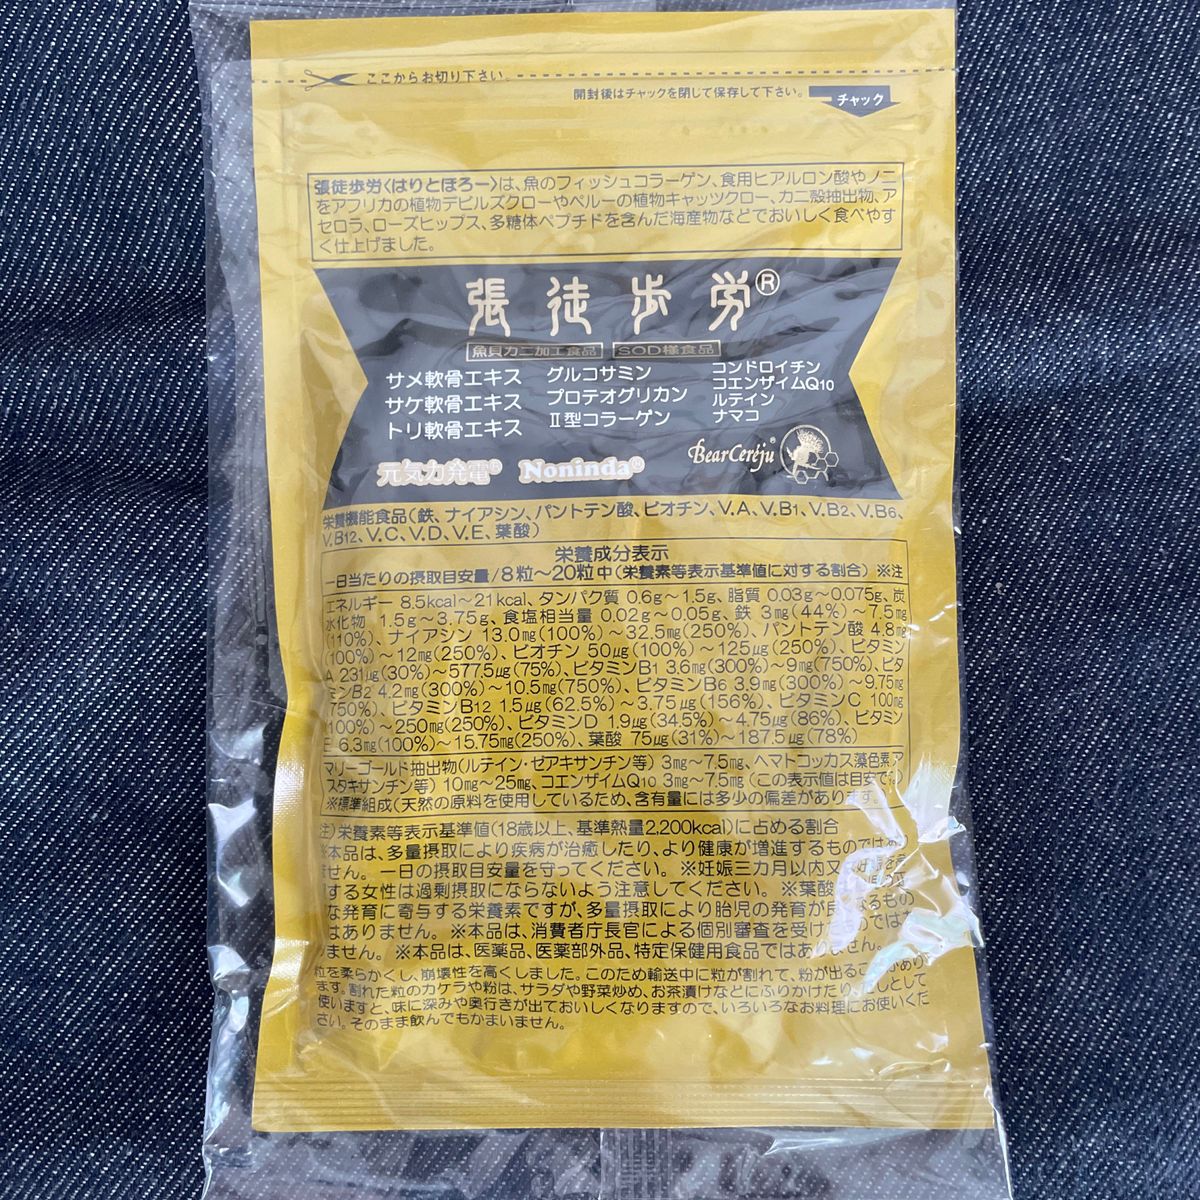 ここからお切り下さい。
開封後はチャックを閉じて保存して下さい。
チャック
張徒歩労〈はりとほろー〉は、魚のフィッシュコラーゲン、食用ヒアルロン酸やノニ
をアフリカの植物デビルズクローやペルーの植物キャッツクロー、カニ殻抽出物、ア
セロラ、ローズヒップス、多糖体ペプチドを含んだ海産物などでおいしく食べやす
く仕上げました。
張徒歩労®
魚貝カニ加工食品 SOD様食品
サメ軟骨エキス グルコサミン コンドロイチン
コエンザイムQ10
サケ軟骨エキス プロテオグリカン ルテイン
トリ軟骨エキス Ⅱ型コラーゲン ナマコ
元気力発電® Noninda® BearCereju®
栄養機能食品(鉄、ナイアシン、パントテン酸、ビオチン、V.A、V.B1、V.B2、V.B6、
V.B12、V.C、V.D、V.E、葉酸)
栄養成分表示
一日当たりの摂取目安量/8粒〜20粒中(栄養素等表示基準値に対する割合) ※注
エネルギー 8.5kcal〜21kcal、タンパク質 0.6g〜1.5g、脂質 0.03g〜0.075g、炭
水化物 1.5g〜3.75g、食塩相当量 0.02g〜0.05g、鉄 3mg(44%)〜7.5mg
(110%)、ナイアシン 13.0mg(100%)〜32.5mg(250%)、パントテン酸 4.8mg
(100%)〜12mg(250%)、ビオチン 50μg(100%)〜125μg(250%)、ビタミン
A 231μg(30%)〜577.5μg(75%)、ビタミンB1 3.6mg(300%)〜9mg(750%)、ビタ
ミンB2 4.2mg(300%)〜10.5mg(750%)、ビタミンB6 3.9mg(300%)〜9.75mg
(750%)、ビタミンB12 1.5μg(62.5%)〜3.75μg(156%)、ビタミンC 100mg
(100%)〜250mg(250%)、ビタミンD 1.9μg(34.5%)〜4.75μg(86%)、ビタミン
E 6.3mg(100%)〜15.75mg(250%)、葉酸 75μg(31%)〜187.5μg(78%)
マリーゴールド抽出物(ルテイン・ゼアキサンチン等) 3mg〜7.5mg、ヘマトコッカス藻色素(ア
スタキサンチン等) 10mg〜25mg、コエンザイムQ10 3mg〜7.5mg (この表示値は目安です)
※標準組成(天然の原料を使用しているため、含有量には多少の偏差があります。
注)栄養素等表示基準値(18歳以上、基準熱量2,200kcal)に占める割合
※本品は、多量摂取により疾病が治癒したり、より健康が増進するものではあ
ません。一日の摂取目安量を守ってください。 ※妊娠三カ月以内又 妊娠を
する女性は過剰摂取にならないよう注意してください。 ※葉酸
な発育に寄与する栄養素ですが、多量摂取により胎児の発育が良 なるもの
はありません。 ※本品は、消費者庁長官による個別審査を受け ものではあ
りません。 ※本品は、医薬品、医薬部外品、特定保健用食品ではありません。
粒を柔らかくし、崩壊性を高くしました。このため輸送中に粒が割れて、粉が出ることがあり
ます。割れた粒のカケラや粉は、サラダや野菜炒め、お茶漬けなどにふりかけたり、だしとして
使いますと、味に深みや奥行きが出ておいしくなりますので、いろいろなお料理にお使いくだ
さい。そのまま飲んでもかまいません。